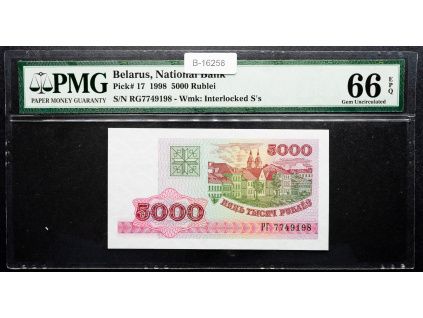 B-16258
PMG
PAPER MONEY GUARANTY
Belarus, National Bank
Pick# 17 1998 5000 Rublei
S/N RG7749198 - Wmk: Interlocked S's
66 EPQ
Gem Uncirculated
5000
5000
ПЯЦЬ ТЫСЯЧ РУБЛЁЎ
РГ 7749198